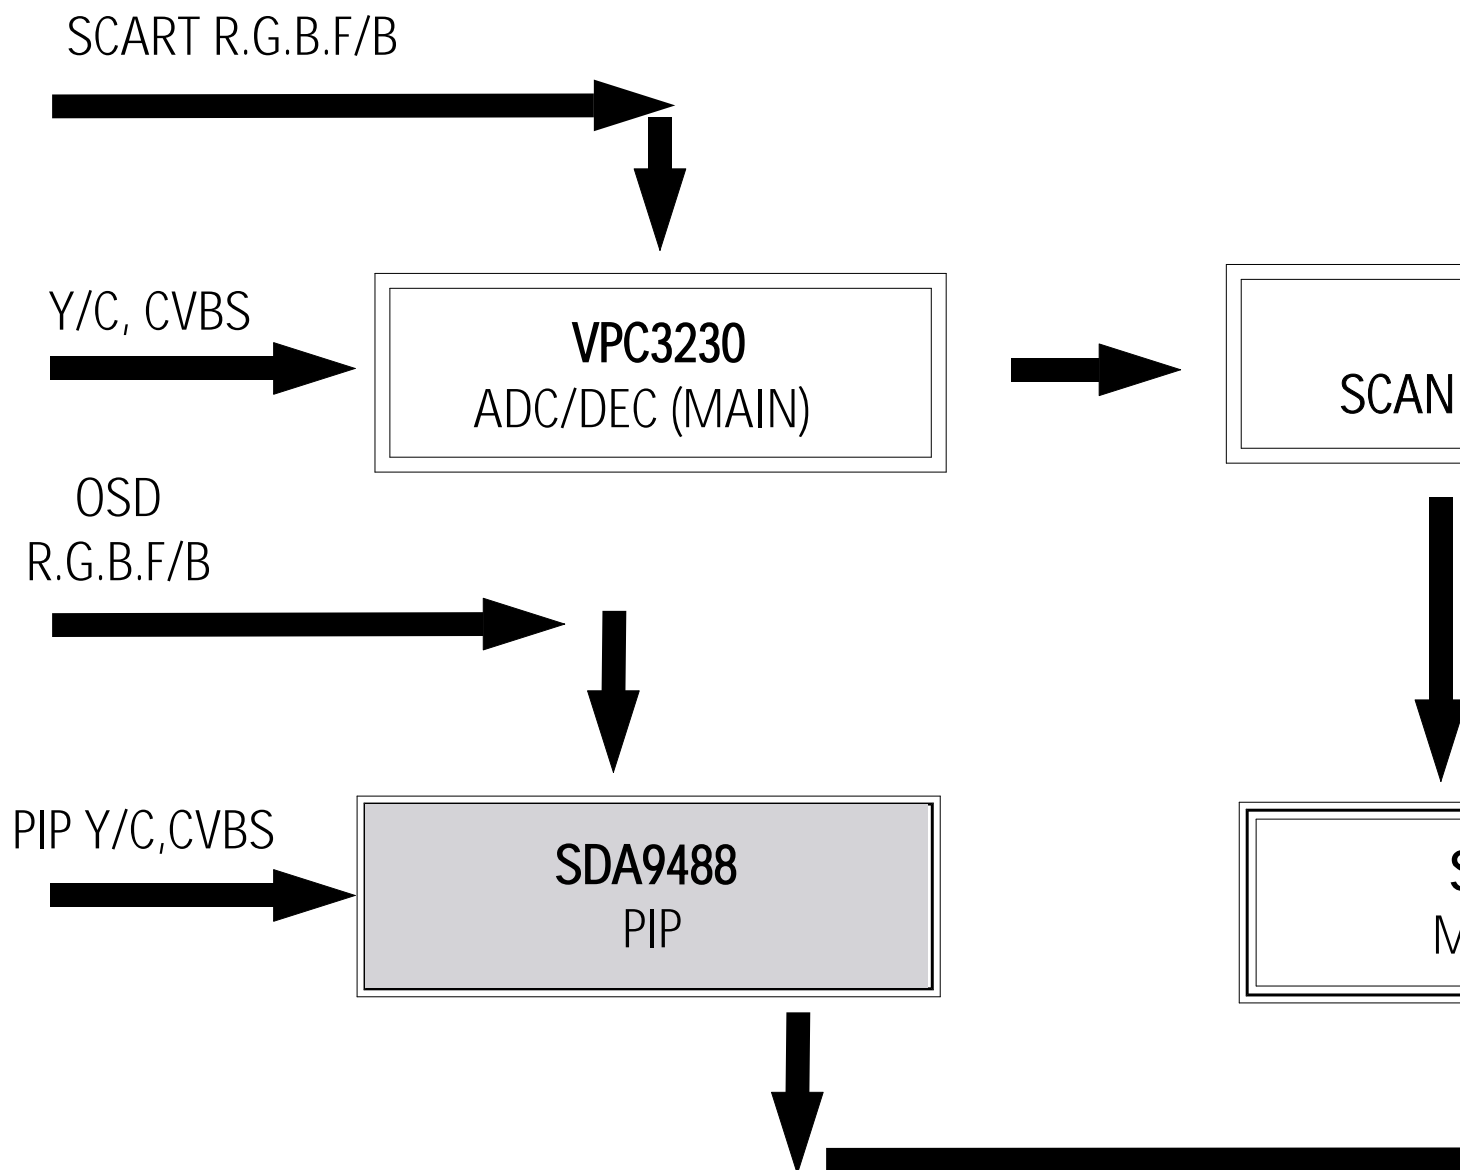 SCART R.G.B.F/B
Y/C, CVBS
VPC3230
ADC/DEC (MAIN)
SCAN
OSD
R.G.B.F/B
PIP Y/C,CVBS
SDA9488
PIP